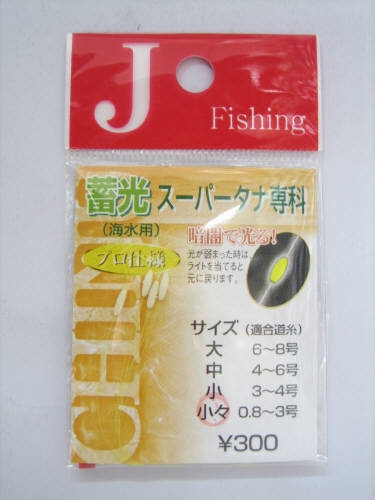 J
Fishing
蓄光 スーパータナ専科
(海水用)
暗闇で光る!
プロ仕様
光が弱まった時は、
ライトを当てると
元に戻ります。
CHINU
サイズ (適合道糸)
大 6〜8号
中 4〜6号
小 3〜4号
小々 0.8〜3号
¥300